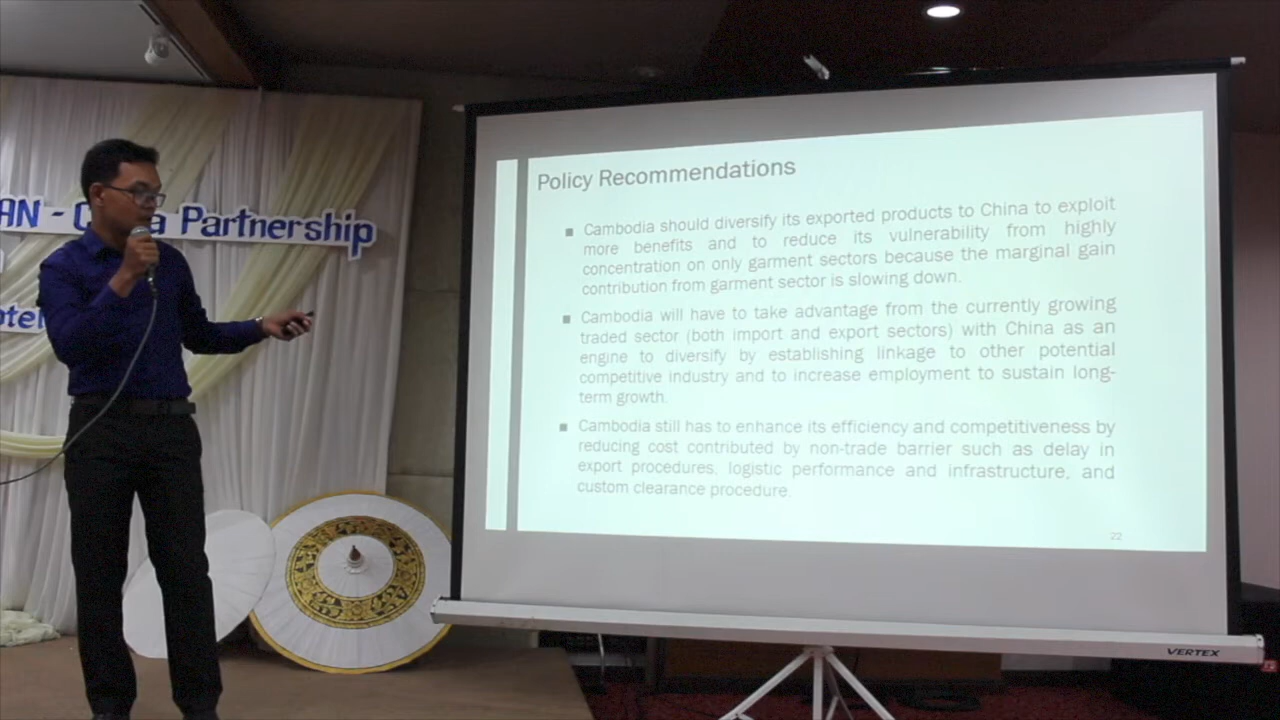 AN - C a Partnership
otel
Policy Recommendations
Cambodia should diversify its exported products to China to exploit
more benefits and to reduce its vulnerability from highly
concentration on only garment sectors because the marginal gain
contribution from garment sector is slowing down.
Cambodia will have to take advantage from the currently growing
traded sector (both import and export sectors) with China as an
engine to diversify by establishing linkage to other potential
competitive industry and to increase employment to sustain long-
term growth.
Cambodia still has to enhance its efficiency and competitiveness by
reducing cost contributed by non-trade barrier such as delay in
export procedures, logistic performance and infrastructure, and
custom clearance procedure.
22
VERTEX